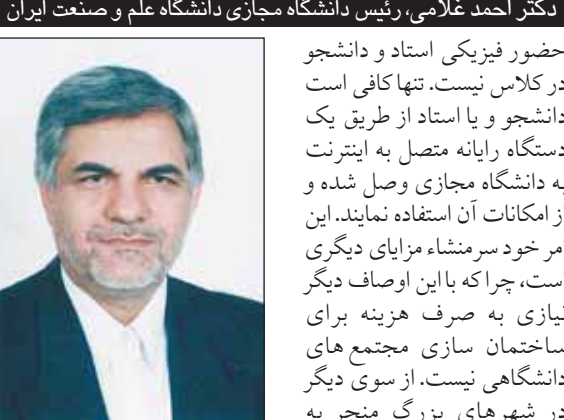 دکتر احمد غلامی، رئیس دانشگاه مجازی دانشگاه علم و صنعت ایران
حضور فیزیکی استاد و دانشجو
در کلاس نیست. تنها کافی است
دانشجو و یا استاد از طریق یک
دستگاه رایانه متصل به اینترنت
به دانشگاه مجازی وصل شده و
از امکانات آن استفاده نمایند. این
امر خود سرمنشاء مزایای دیگری
است، چرا که با این اوصاف دیگر
نیازی به صرف هزینه برای
ساختمان سازی مجتمع های
دانشگاهی نیست. از سوی دیگر
در شهرهای بزرگ منجر به